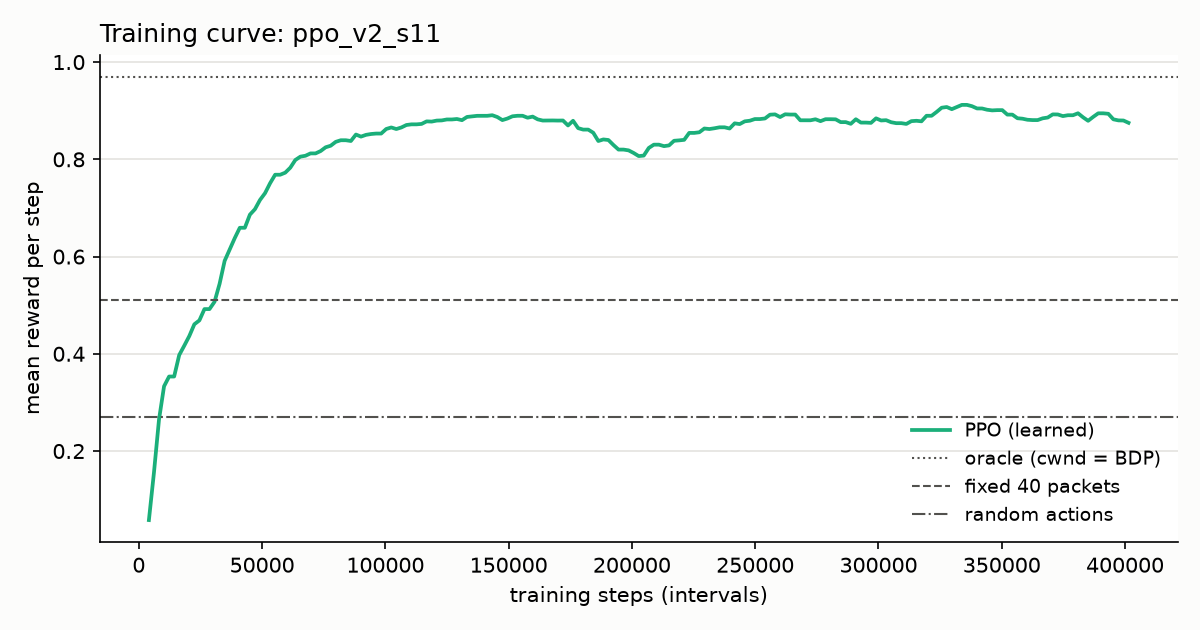 Training curve: ppo_v2_s11
mean reward per step
1.0
0.8
0.6
0.4
0.2
PPO (learned)
oracle (cwnd = BDP)
fixed 40 packets
random actions
0 50000 100000 150000 200000 250000 300000 350000 400000
training steps (intervals)